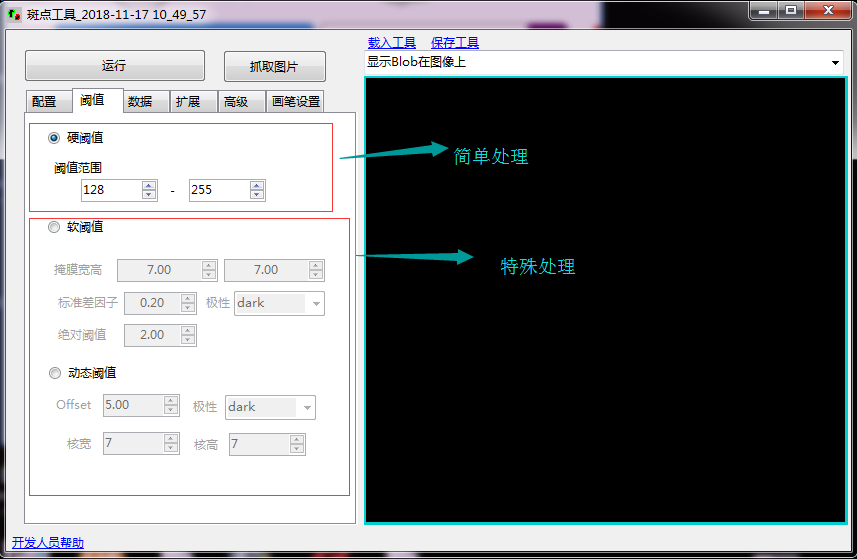 斑点工具_2018-11-17 10_49_57
载入工具 保存工具
运行 抓取图片
显示Blob在图像上
配置 阈值 数据 扩展 高级 画笔设置
硬阈值
简单处理
阈值范围
128 - 255
软阈值
特殊处理
掩膜宽高 7.00 7.00
标准差因子 0.20 极性 dark
绝对阈值 2.00
动态阈值
Offset 5.00 极性 dark
核宽 7 核高 7
开发人员帮助